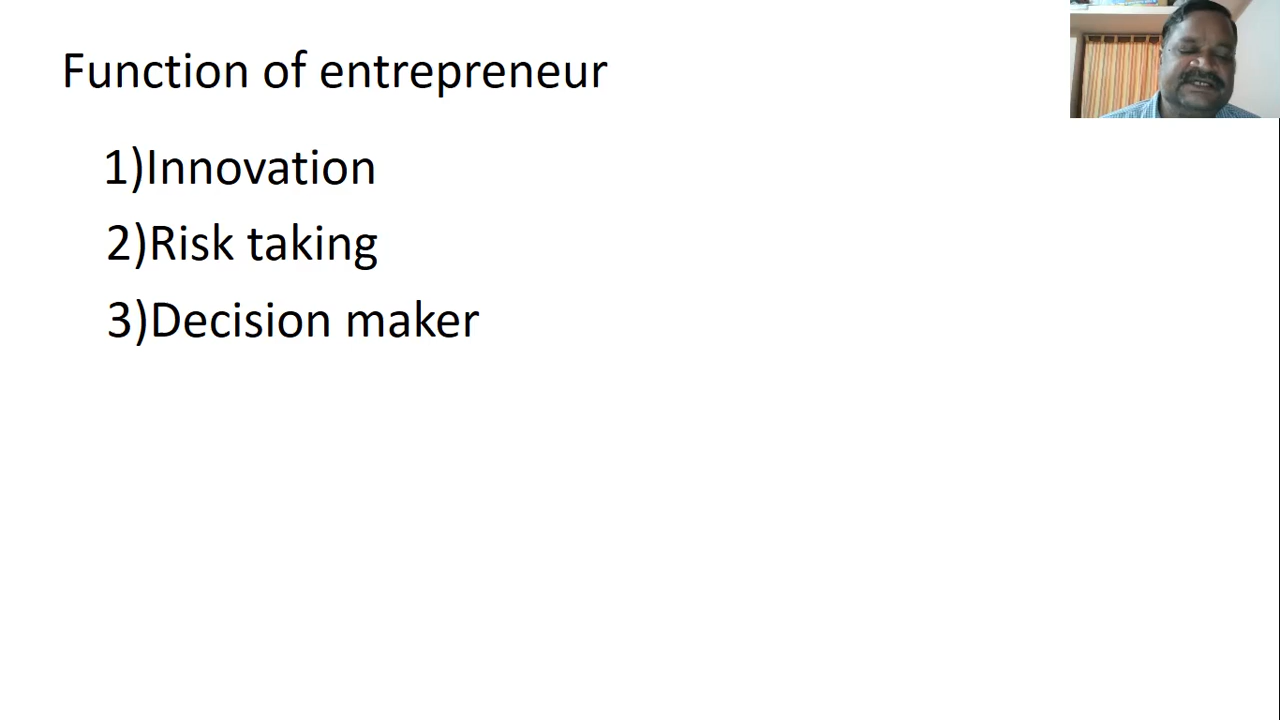 Function of entrepreneur
1)Innovation
2)Risk taking
3)Decision maker